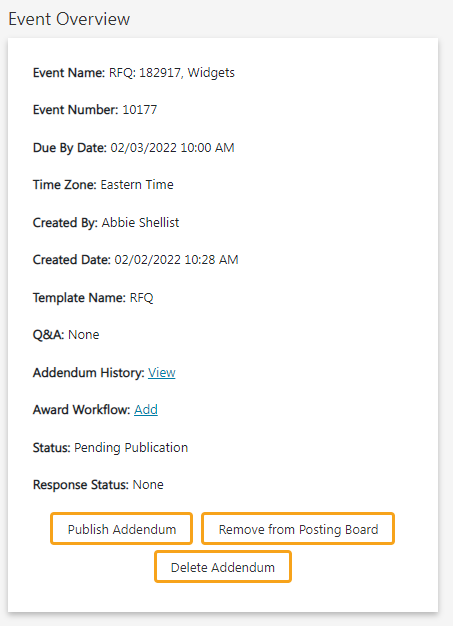 Event Overview
Event Name: RFQ: 182917, Widgets
Event Number: 10177
Due By Date: 02/03/2022 10:00 AM
Time Zone: Eastern Time
Created By: Abbie Shellist
Created Date: 02/02/2022 10:28 AM
Template Name: RFQ
Q&A: None
Addendum History: View
Award Workflow: Add
Status: Pending Publication
Response Status: None
Publish Addendum Remove from Posting Board
Delete Addendum